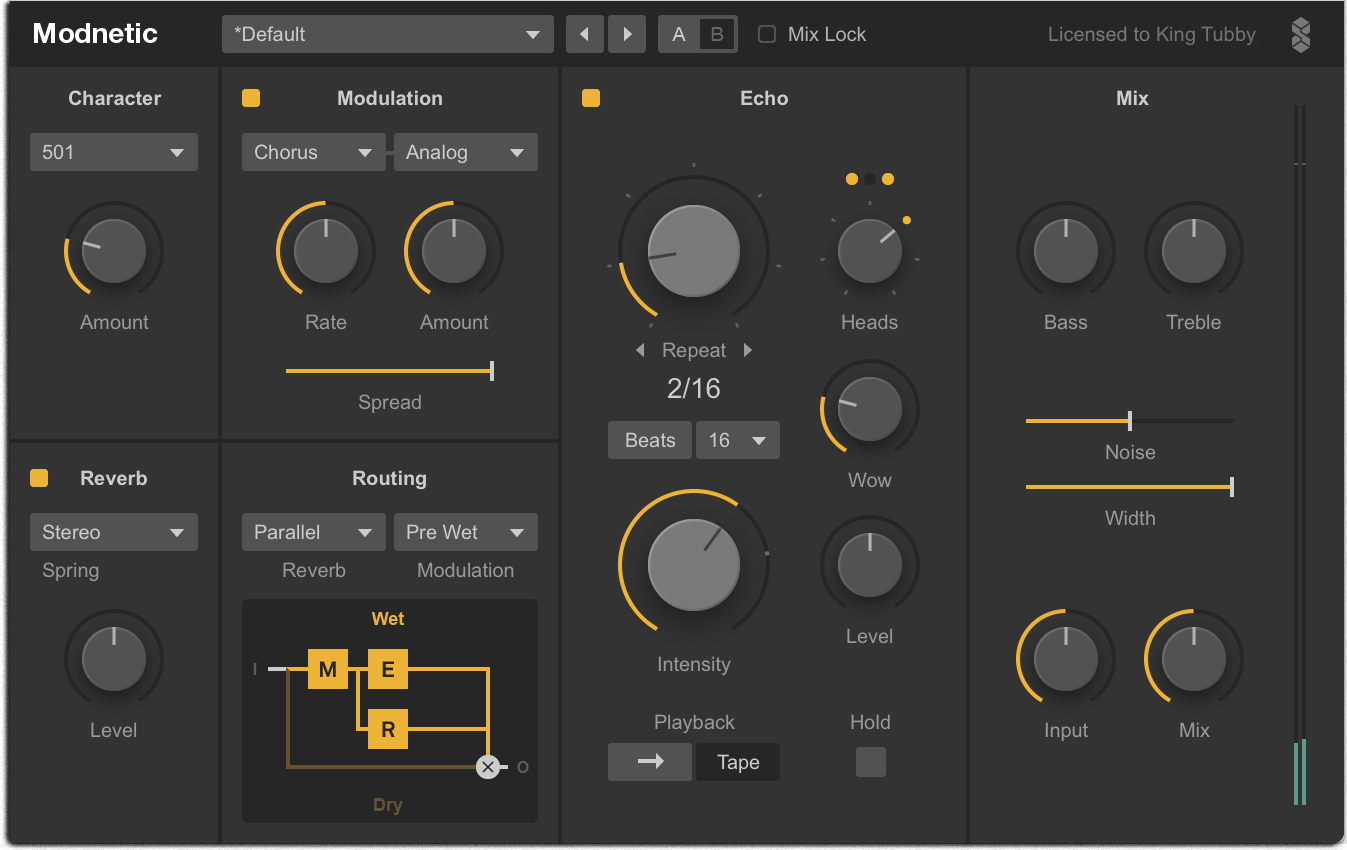 Modnetic
*Default
A B
Mix Lock
Licensed to King Tubby
Character
501
Amount
Modulation
Chorus
Analog
Rate
Amount
Spread
Reverb
Stereo
Spring
Level
Routing
Parallel
Pre Wet
Reverb
Modulation
Wet
I
M
E
R
O
Dry
Echo
Repeat
2/16
Beats
16
Intensity
Playback
Tape
Heads
Wow
Level
Hold
Mix
Bass
Treble
Noise
Width
Input
Mix